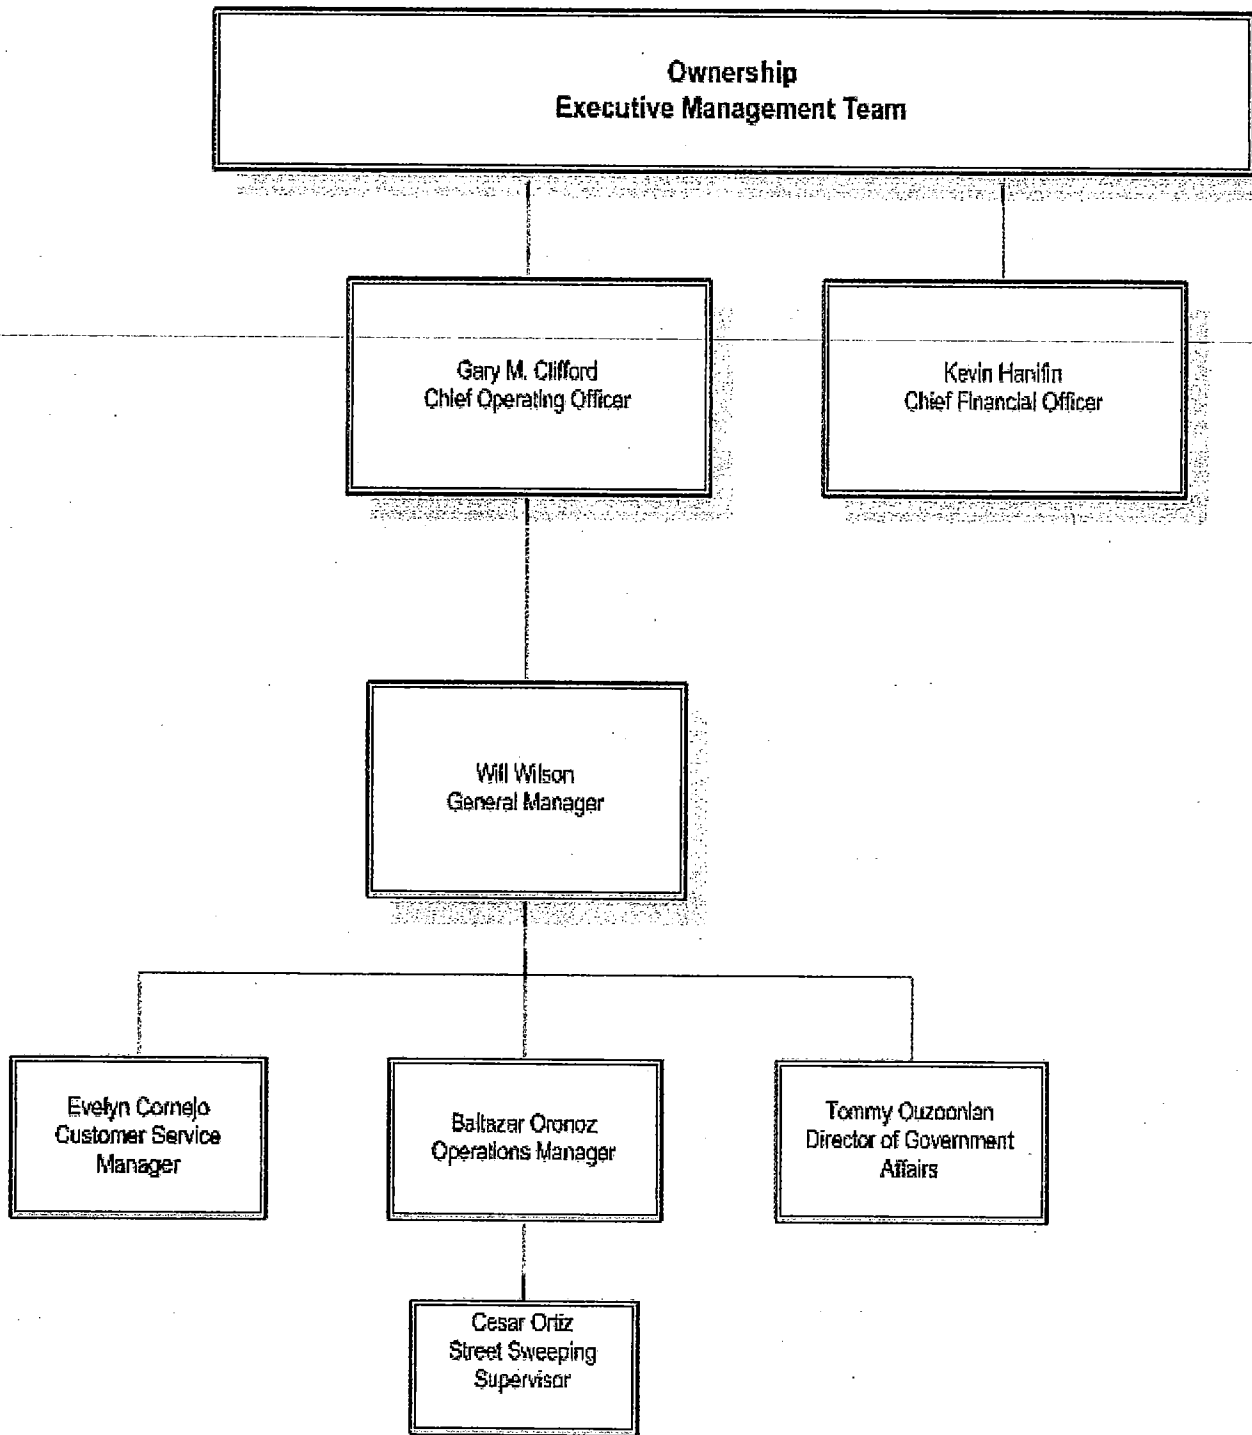 Ownership
Executive Management Team
Gary M. Clifford
Chief Operating Officer
Kevin Hanifin
Chief Financial Officer
Will Wilson
General Manager
Evelyn Cornejo
Customer Service
Manager
Baltazar Oronoz
Operations Manager
Tommy Ouzoonian
Director of Government
Affairs
Cesar Ortiz
Street Sweeping
Supervisor